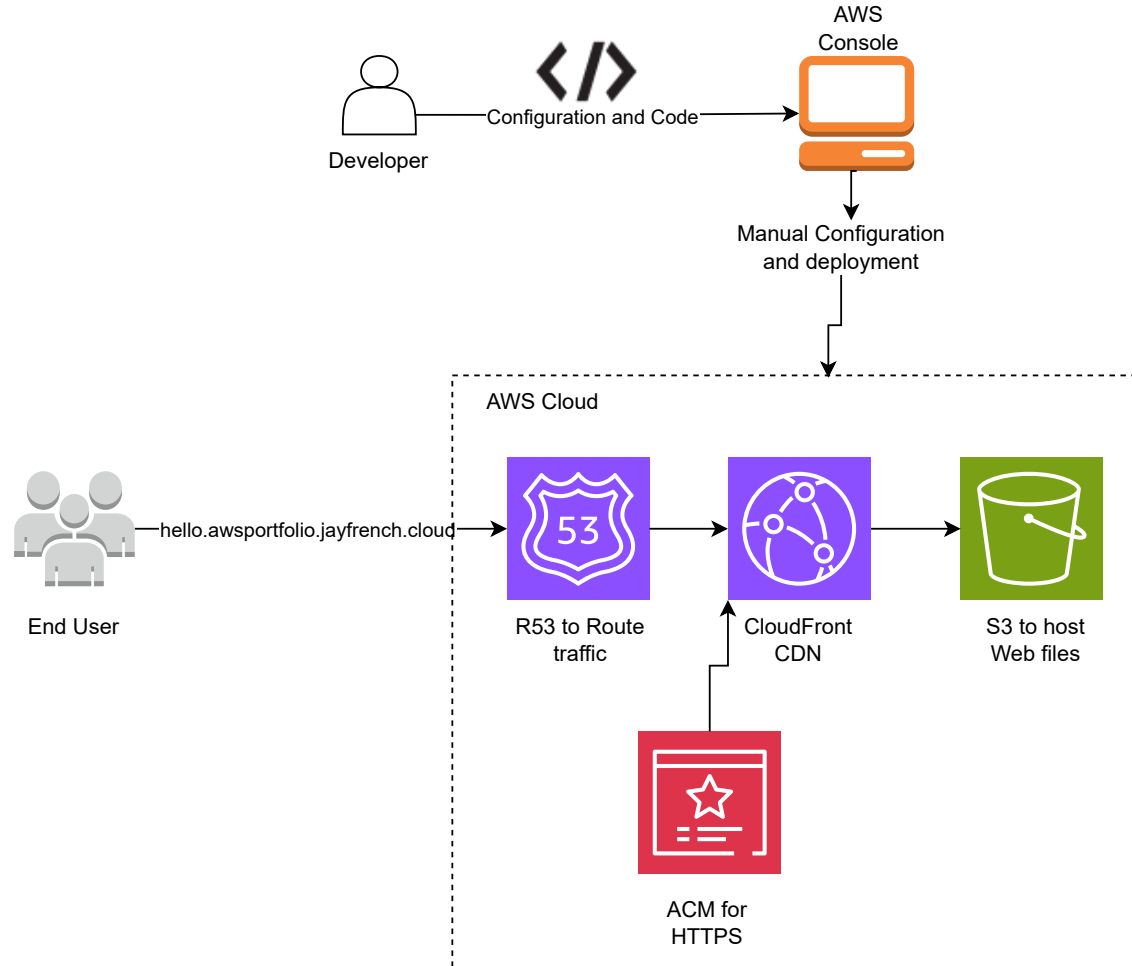 AWS
Console
</>
Configuration and Code
Developer
Manual Configuration
and deployment
AWS Cloud
hello.awsportfolio.jayfrench.cloud
53
End User
R53 to Route
traffic
CloudFront
CDN
S3 to host
Web files
ACM for
HTTPS